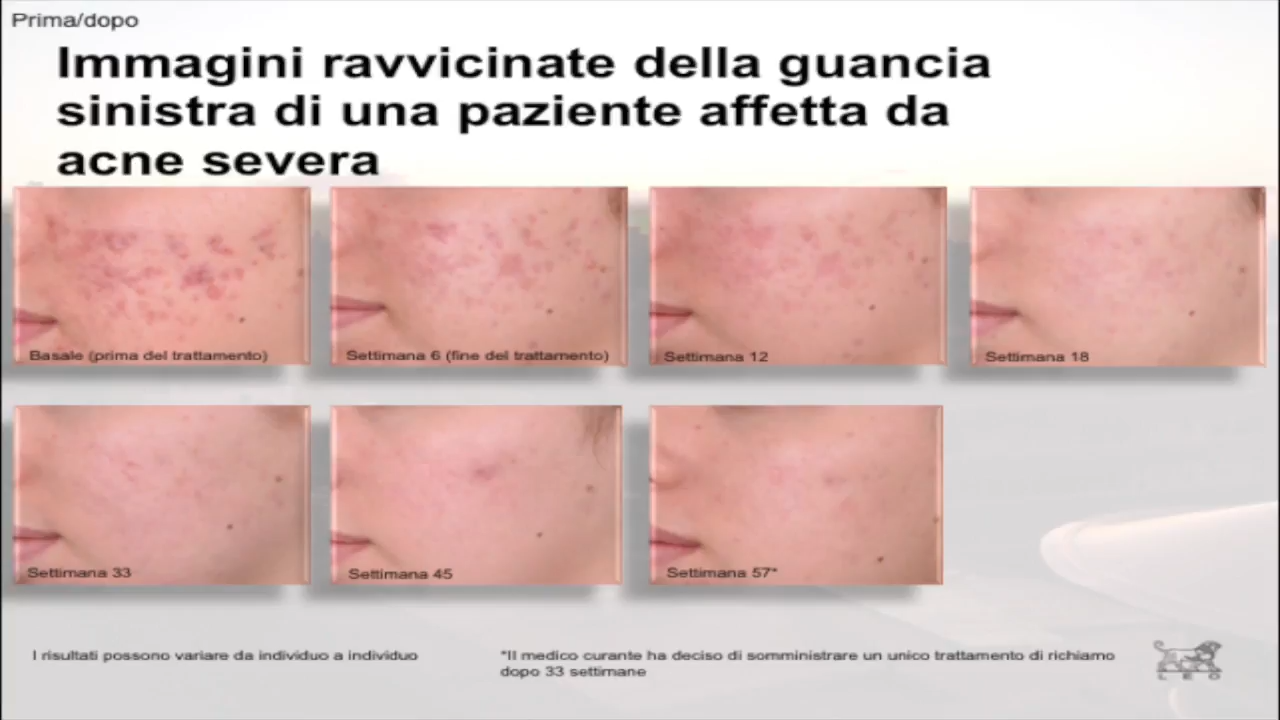 Prima/dopo
Immagini ravvicinate della guancia
sinistra di una paziente affetta da
acne severa
Basale (prima del trattamento)
Settimana 6 (fine del trattamento)
Settimana 12
Settimana 18
Settimana 33
Settimana 45
Settimana 57*
I risultati possono variare da individuo a individuo
*Il medico curante ha deciso di somministrare un unico trattamento di richiamo
dopo 33 settimane
L E O